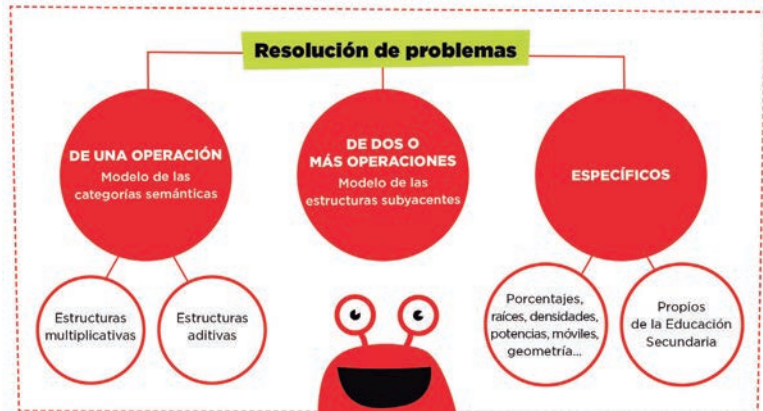 Resolución de problemas
DE UNA OPERACIÓN
Modelo de las
categorías semánticas
DE DOS O
MÁS OPERACIONES
Modelo de las
estructuras subyacentes
ESPECÍFICOS
Estructuras
multiplicativas
Estructuras
aditivas
Porcentajes,
raíces, densidades,
potencias, móviles,
geometría...
Propios
de la Educación
Secundaria